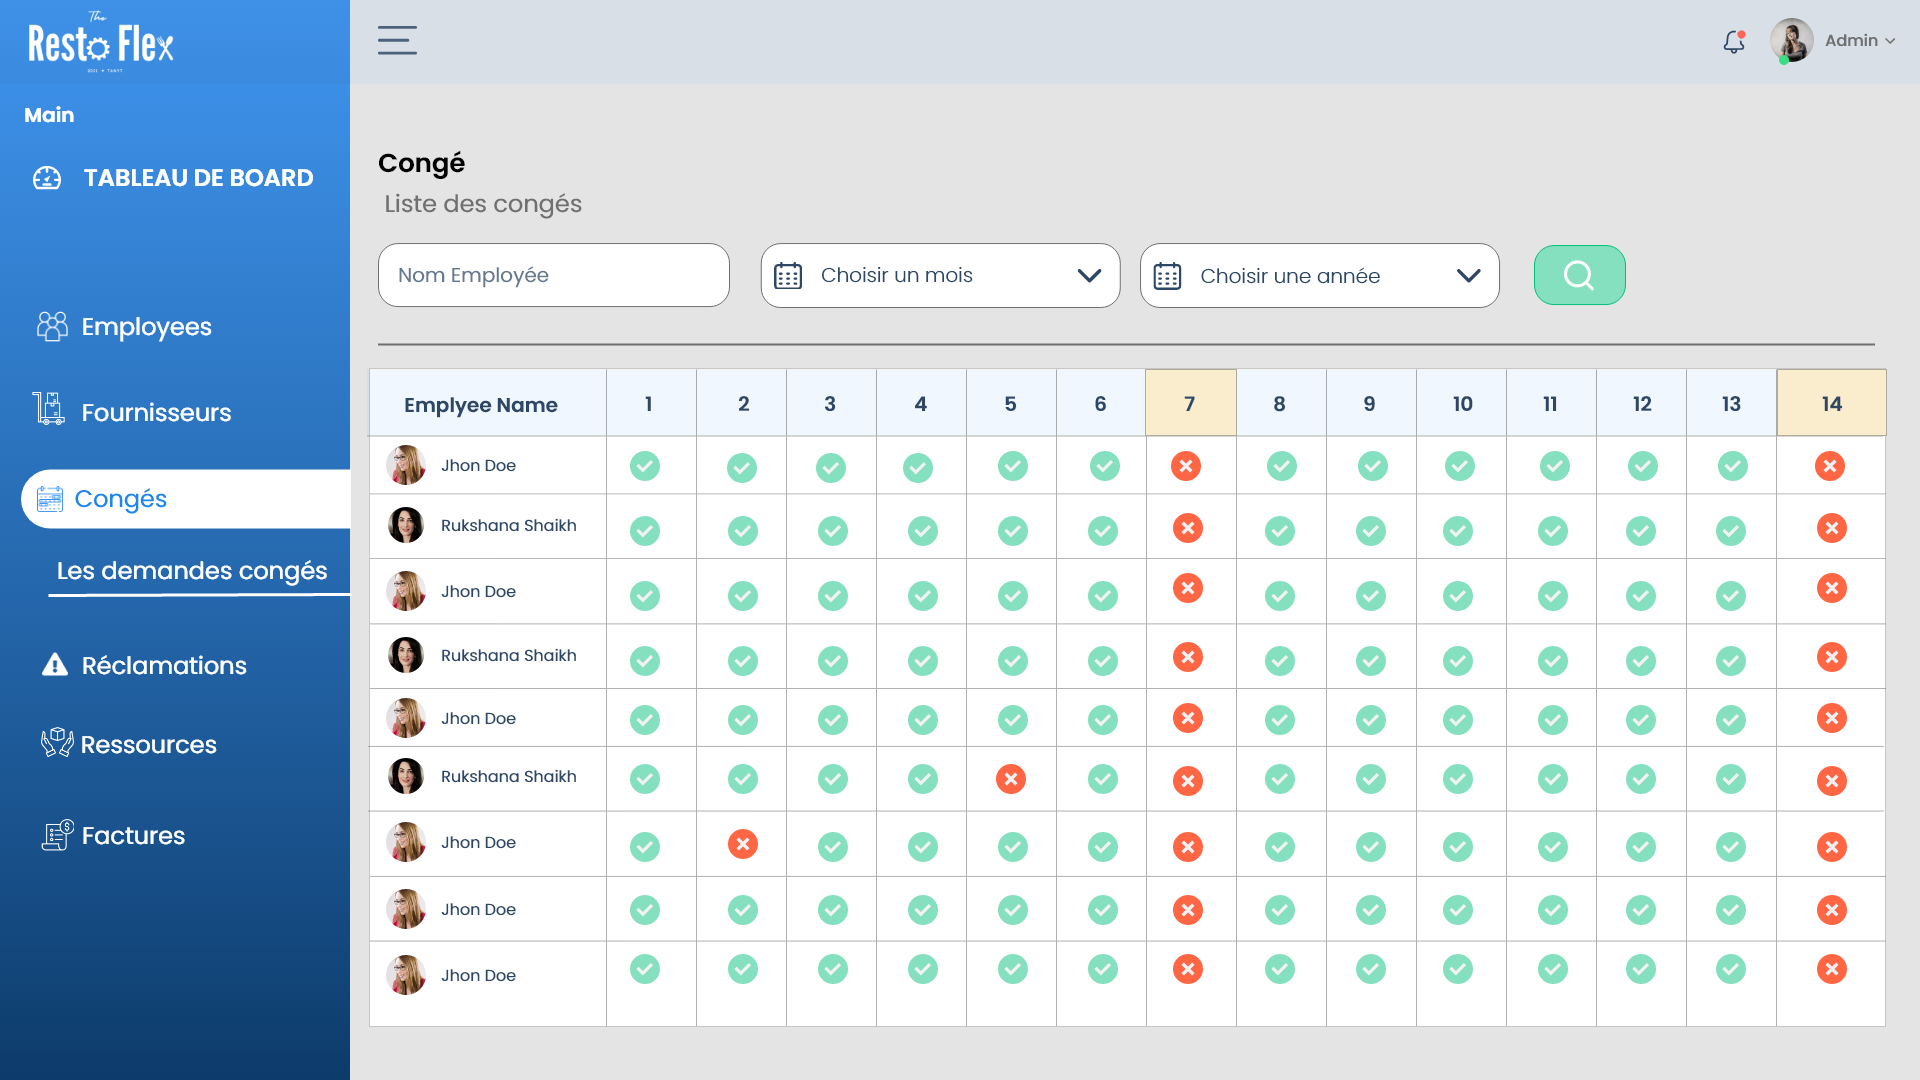 The
Resto Flex
Admin
Main
TABLEAU DE BOARD
Employees
Fournisseurs
Congés
Les demandes congés
Réclamations
Ressources
Factures
Congé
Liste des congés
Nom Employée
Choisir un mois
Choisir une année
Emplyee Name 1 2 3 4 5 6 7 8 9 10 11 12 13 14
Jhon Doe
Rukshana Shaikh
Jhon Doe
Rukshana Shaikh
Jhon Doe
Rukshana Shaikh
Jhon Doe
Jhon Doe
Jhon Doe